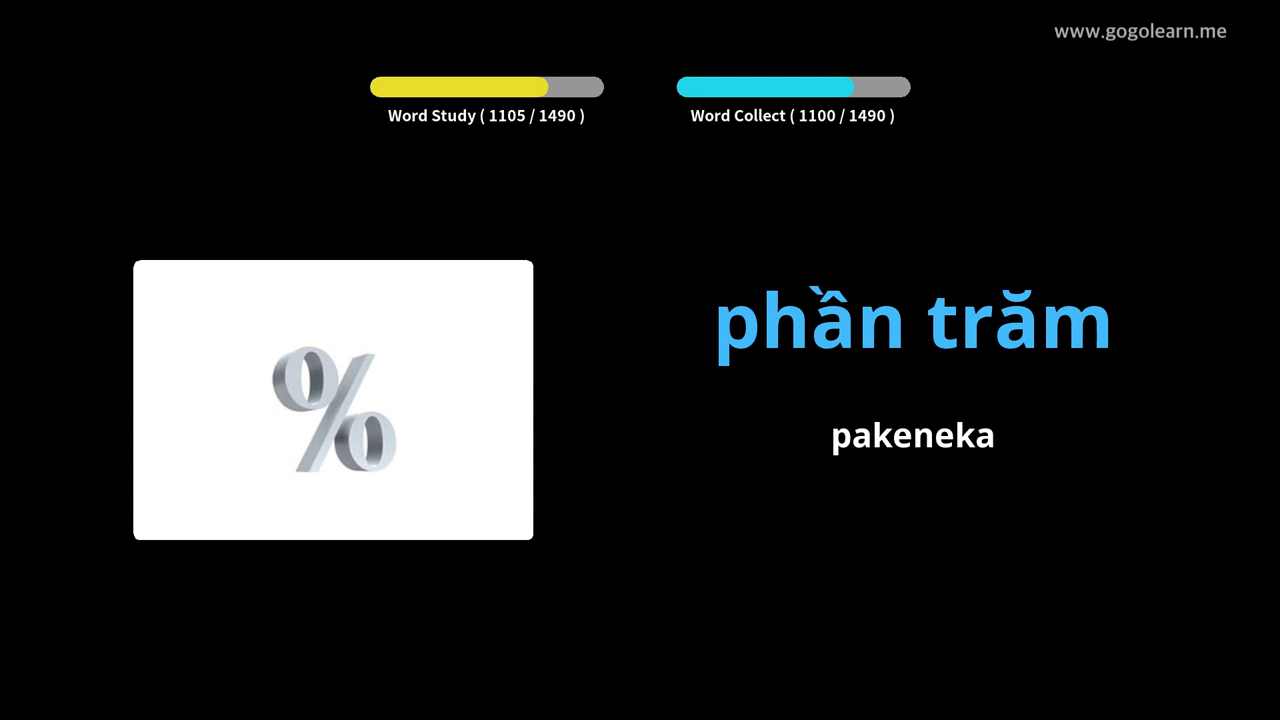 www.gogolearn.me
Word Study ( 1105 / 1490 )
Word Collect ( 1100 / 1490 )
%
phần trăm
pakeneka